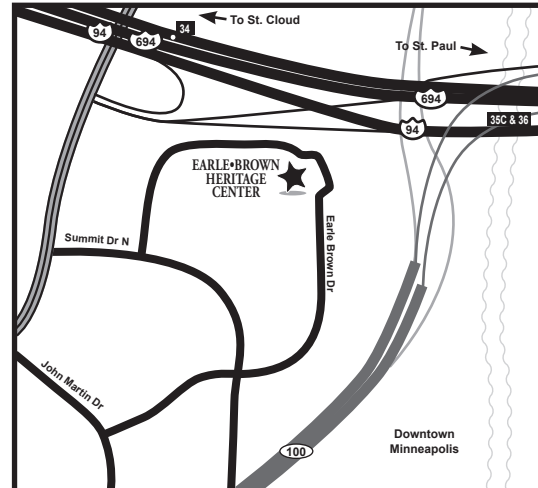 To St. Cloud
34
94
694
To St. Paul
694
35C & 36
94
EARLE•BROWN
HERITAGE
CENTER
Earle Brown Dr
Summit Dr N
John Martin Dr
Downtown
Minneapolis
100